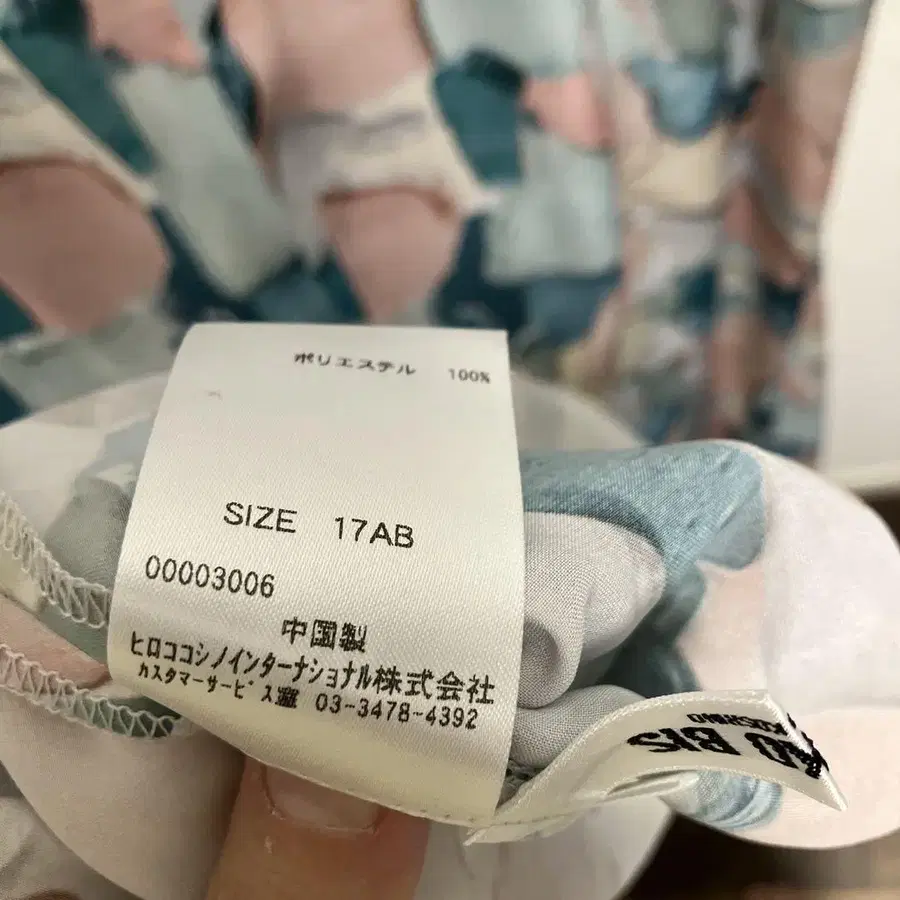 ポリエステル 100%
SIZE 17AB
00003006
中国製
ヒロココシノインターナショナル株式会社
カスタマーサービス室 03-3478-4392
BIS